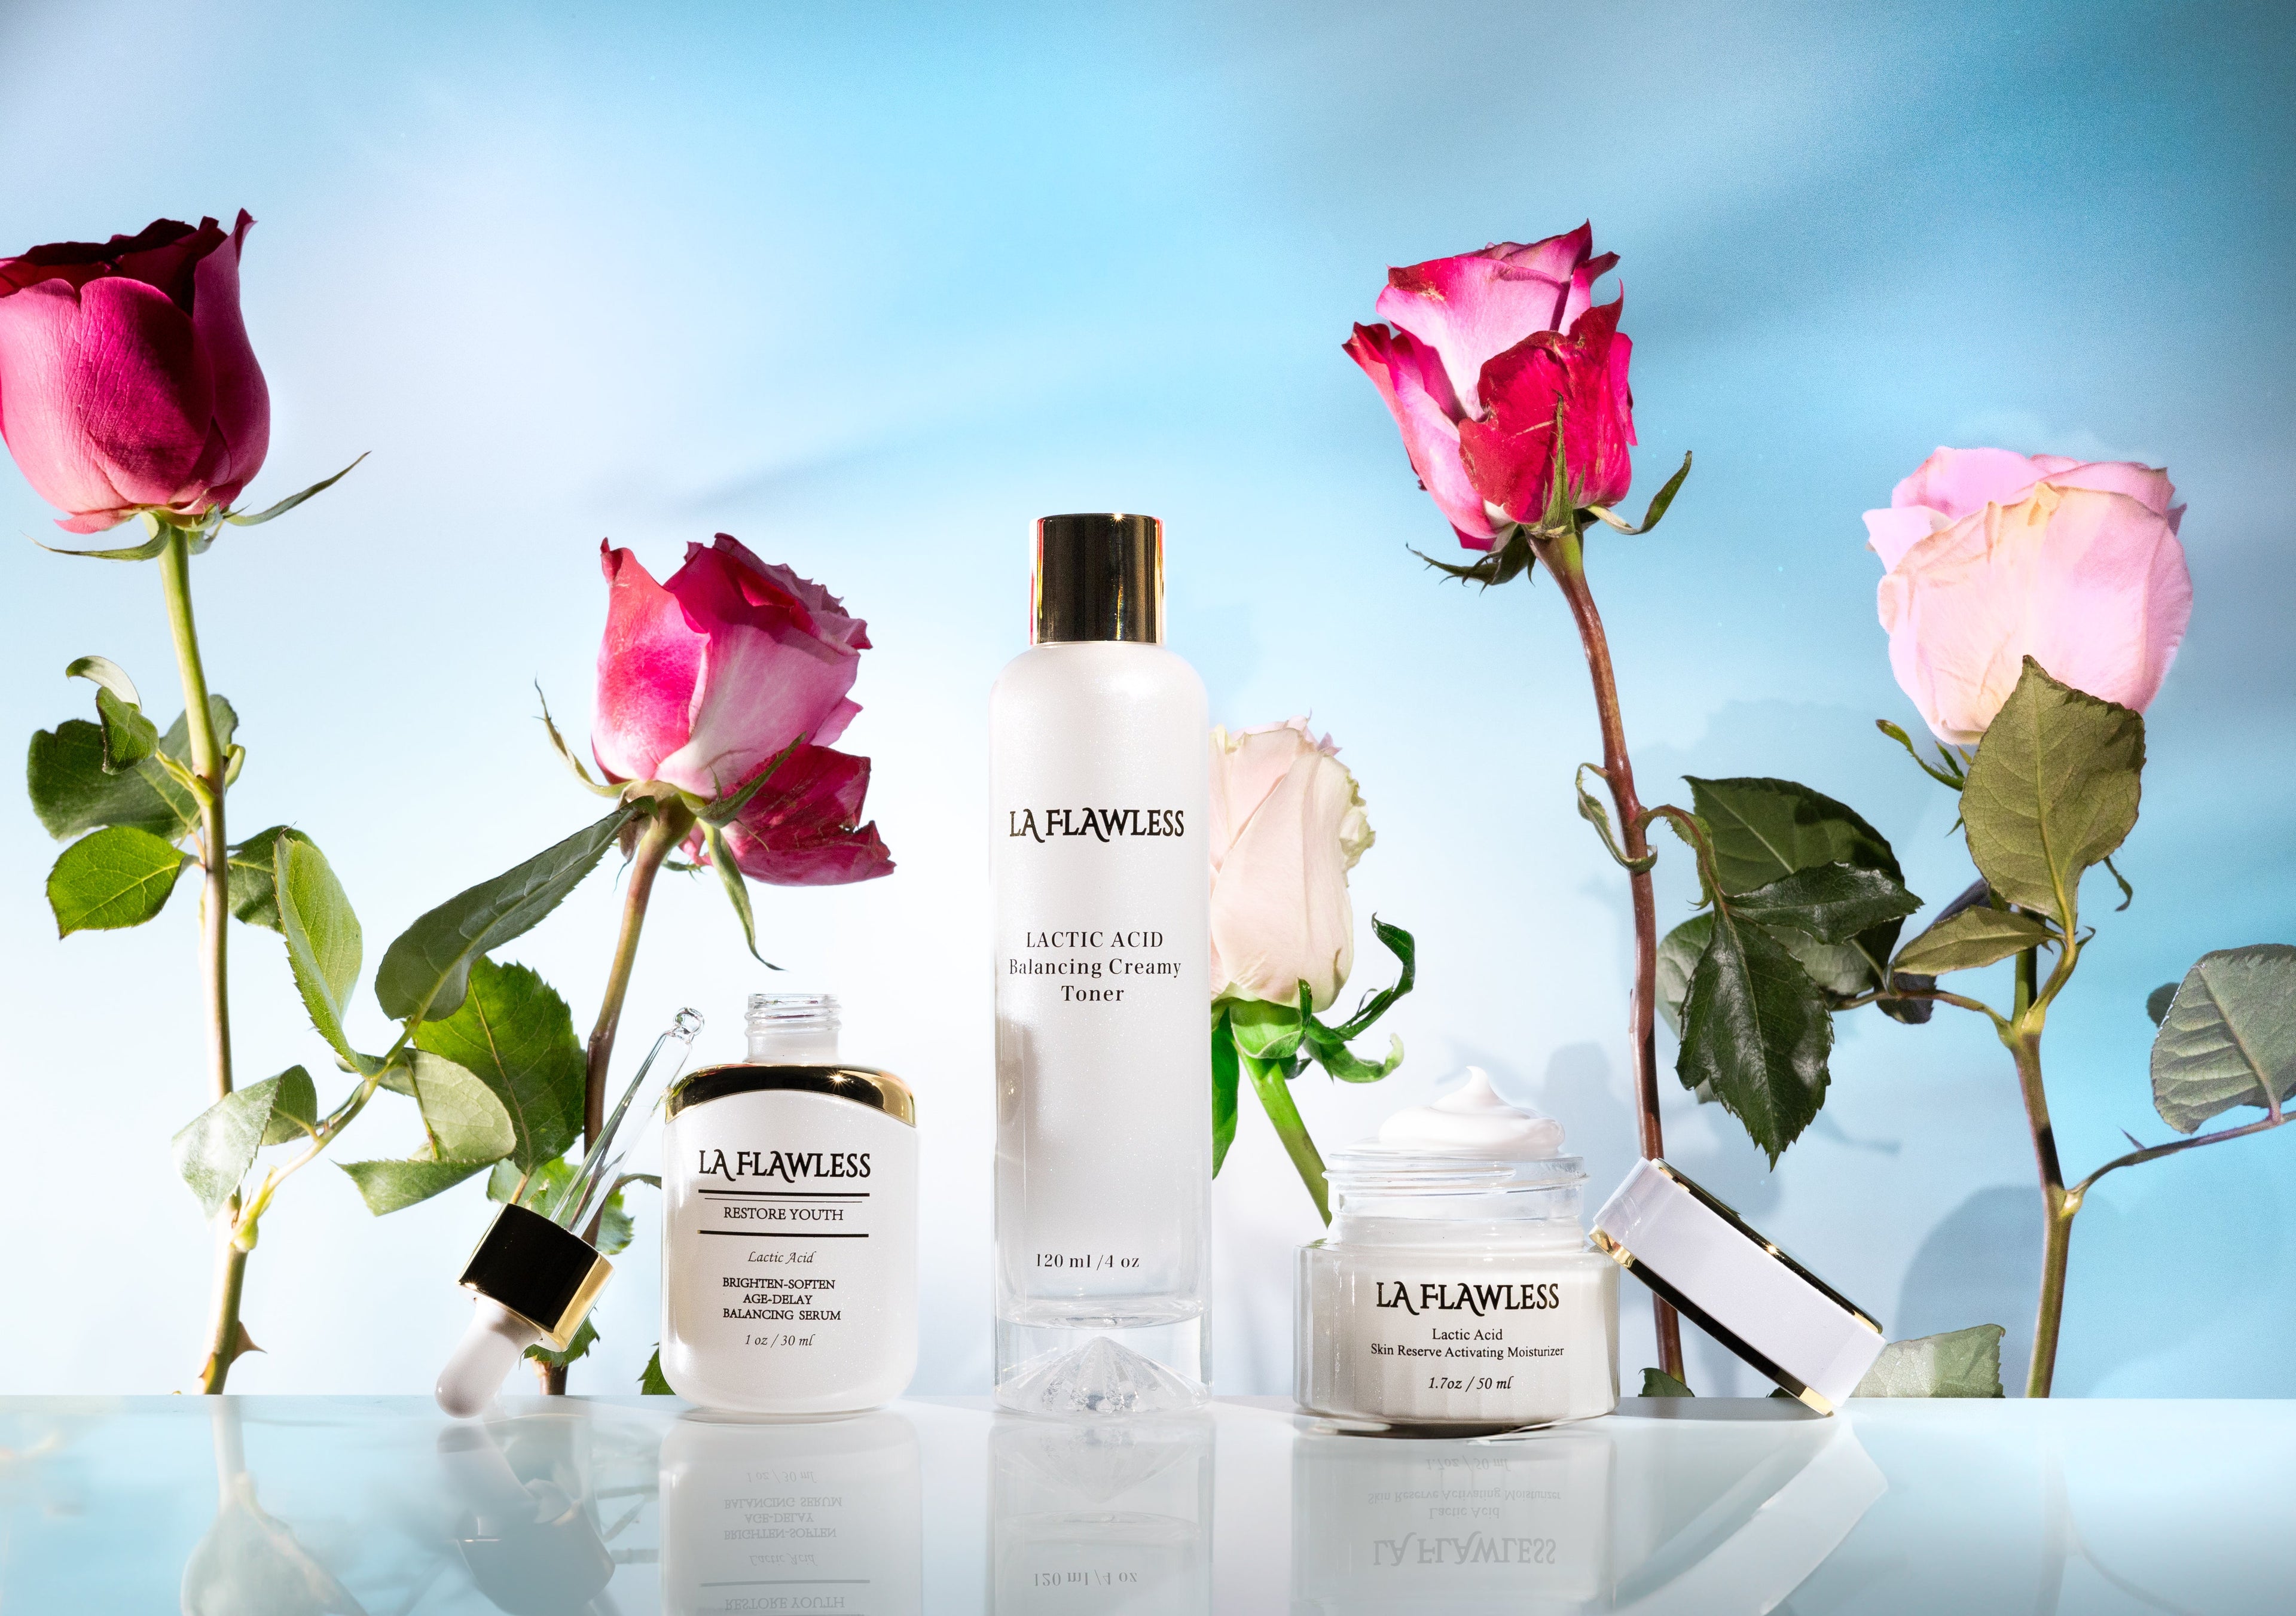 LA FLAWLESS
RESTORE YOUTH
Lactic Acid
BRIGHTEN-SOFTEN
AGE-DELAY
BALANCING SERUM
1 oz / 30 ml
LA FLAWLESS
LACTIC ACID
Balancing Creamy
Toner
120 ml /4 oz
LA FLAWLESS
Lactic Acid
Skin Reserve Activating Moisturizer
1.7oz / 50 ml